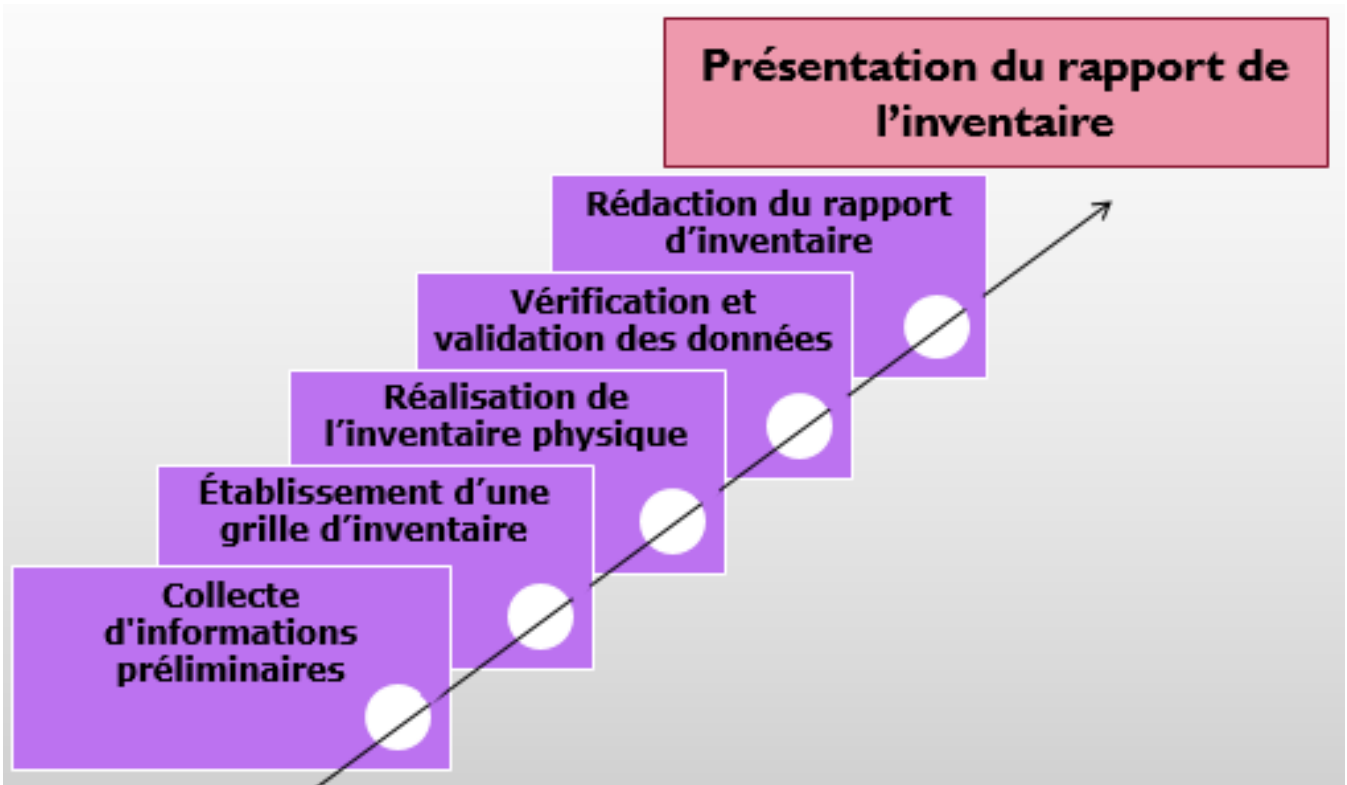 Présentation du rapport de
l’inventaire
Rédaction du rapport
d’inventaire
Vérification et
validation des données
Réalisation de
l’inventaire physique
Établissement d’une
grille d’inventaire
Collecte
d'informations
préliminaires